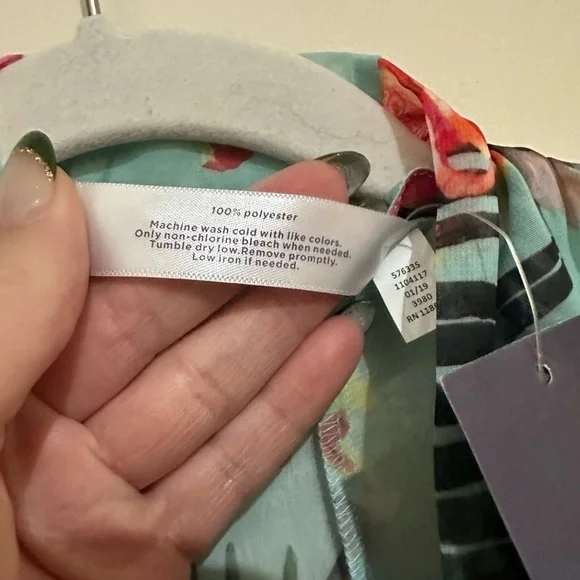 100% polyester
Machine wash cold with like colors.
Only non-chlorine bleach when needed.
Tumble dry low.Remove promptly.
Low iron if needed.
576335
1104117
01/19
3980
RN